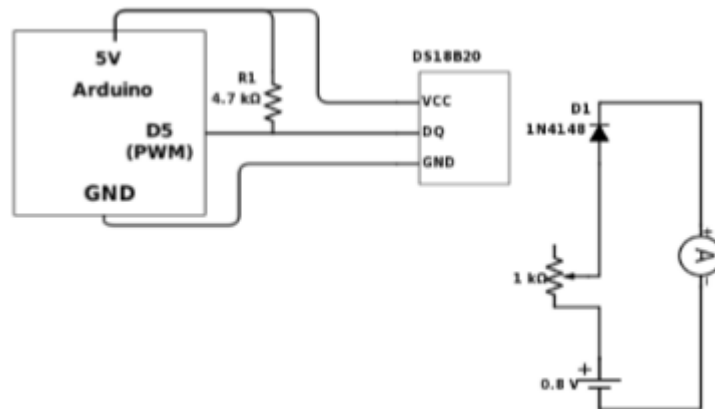 5V
Arduino
D5
(PWM)
GND
R1
4.7 kΩ
DS18B20
VCC
DQ
GND
D1
1N4148
1 kΩ
+
A
−
+
0.8 V